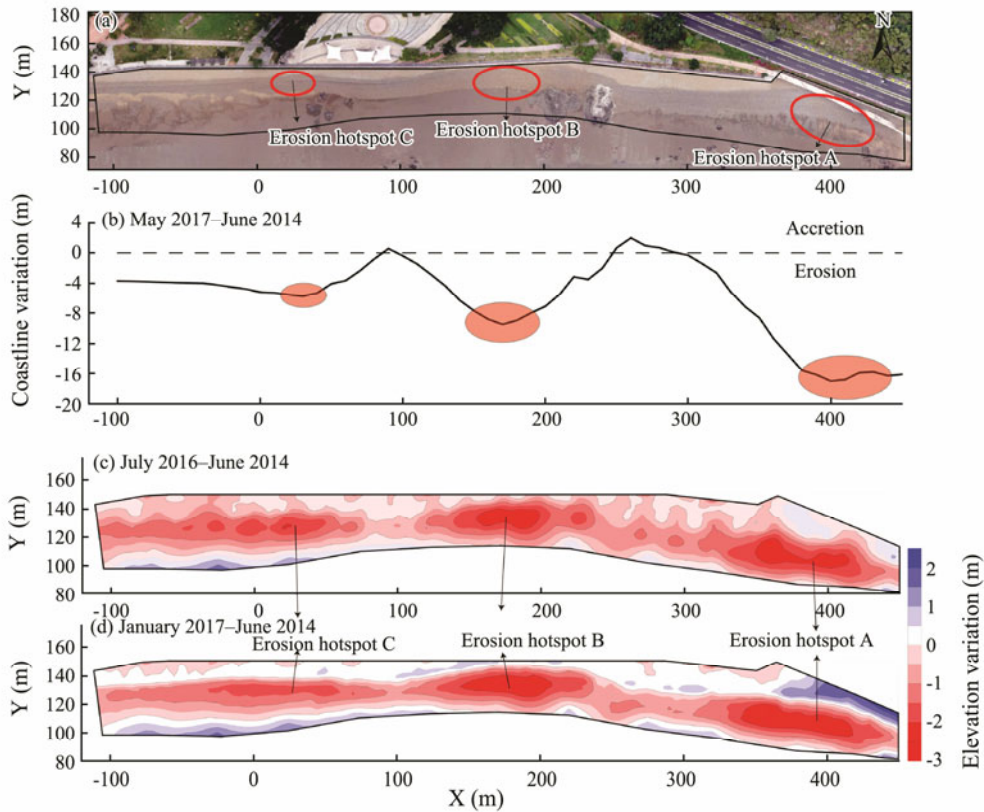 180
160
140
120
100
80
Y (m)
(a)
N
Erosion hotspot C
Erosion hotspot B
Erosion hotspot A
-100 0 100 200 300 400
(b) May 2017–June 2014
4
0
-4
-8
-12
-16
-20
Coastline variation (m)
Accretion
Erosion
-100 0 100 200 300 400
(c) July 2016–June 2014
160
140
120
100
80
Y (m)
-100 0 100 200 300 400
(d) January 2017–June 2014
Erosion hotspot C
Erosion hotspot B
Erosion hotspot A
160
140
120
100
80
Y (m)
-100 0 100 200 300 400
X (m)
2
1
0
-1
-2
-3
Elevation variation (m)